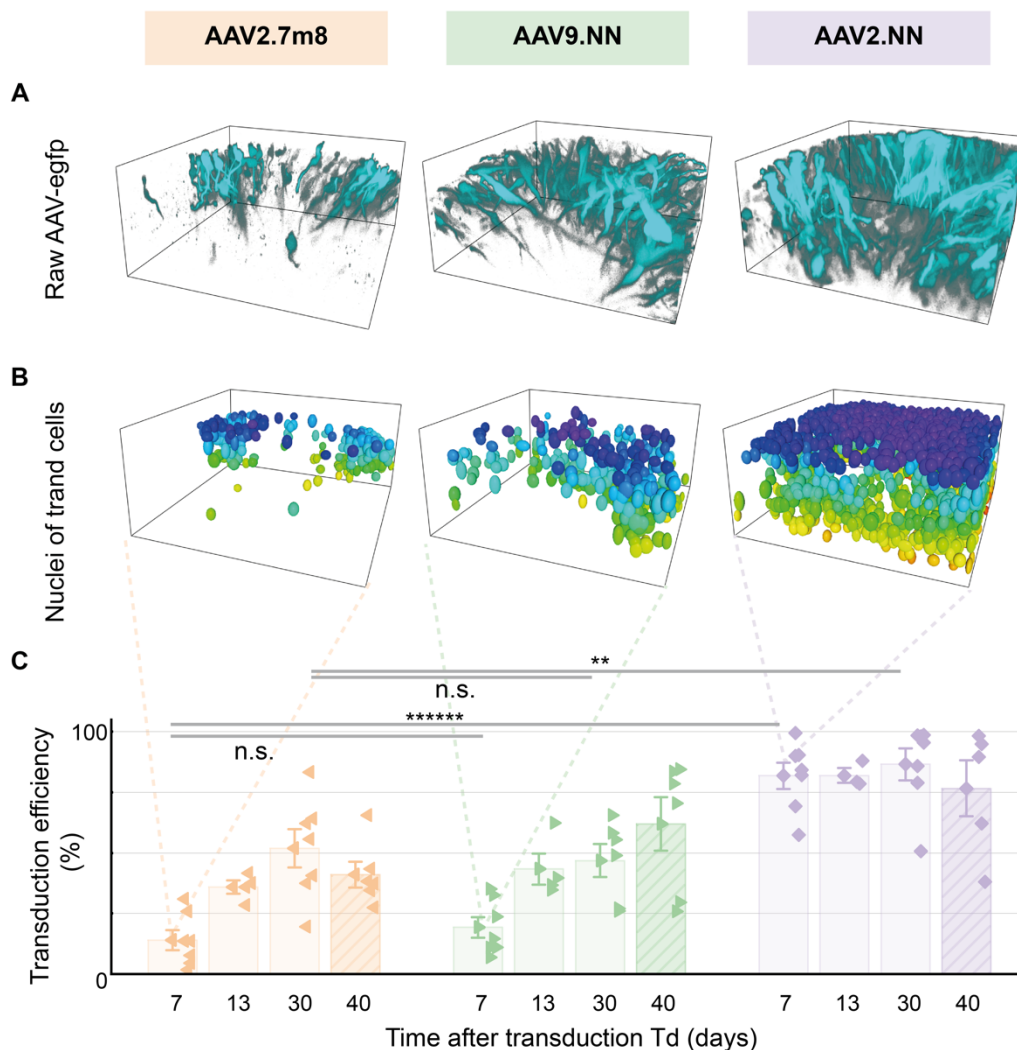 AAV2.7m8 AAV9.NN AAV2.NN
A
Raw AAV-egfp
B
Nuclei of trand cells
C
**
n.s.
******
n.s.
Transduction efficiency
(%)
100
0
7 13 30 40 7 13 30 40 7 13 30 40
Time after transduction Td (days)